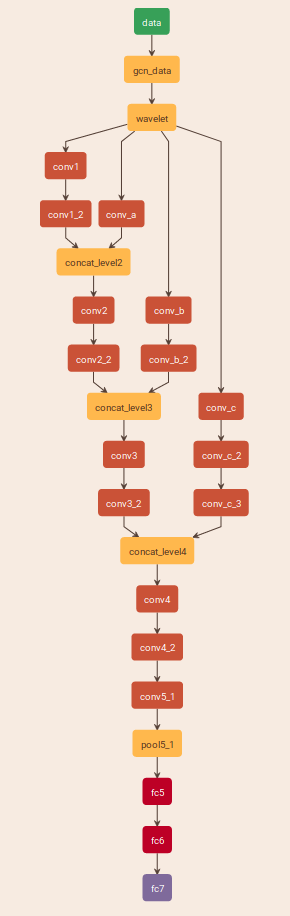 data
gcn_data
wavelet
conv1
conv1_2
conv_a
concat_level2
conv2
conv_b
conv2_2
conv_b_2
concat_level3
conv_c
conv3
conv_c_2
conv3_2
conv_c_3
concat_level4
conv4
conv4_2
conv5_1
pool5_1
fc5
fc6
fc7